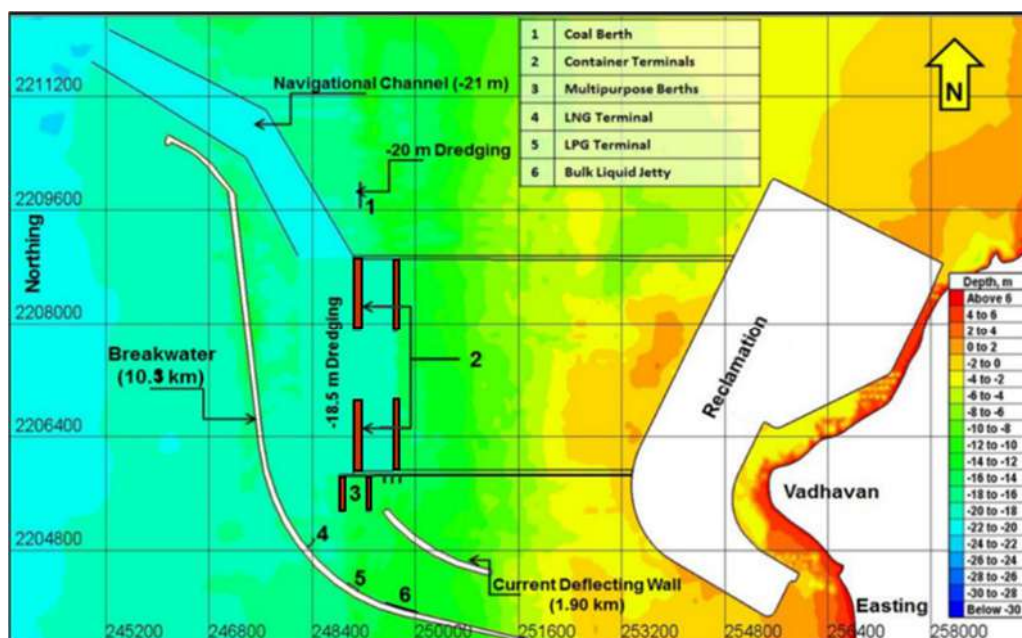 1 Coal Berth
2 Container Terminals
3 Multipurpose Berths
4 LNG Terminal
5 LPG Terminal
6 Bulk Liquid Jetty
N
Navigational Channel (-21 m)
-20 m Dredging
1
2211200
2209600
2208000
2206400
2204800
Northing
Breakwater
(10.3 km)
-18.5 m Dredging
2
3
4
5
6
Current Deflecting Wall
(1.90 km)
Reclamation
Vadhavan
Easting
Depth, m
Above 6
4 to 6
2 to 4
0 to 2
-2 to 0
-4 to -2
-6 to -4
-8 to -6
-10 to -8
-12 to -10
-14 to -12
-16 to -14
-18 to -16
-20 to -18
-22 to -20
-24 to -22
-26 to -24
-28 to -26
-30 to -28
Below -30
245200 246800 248400 250000 251600 253200 254800 256400 258000